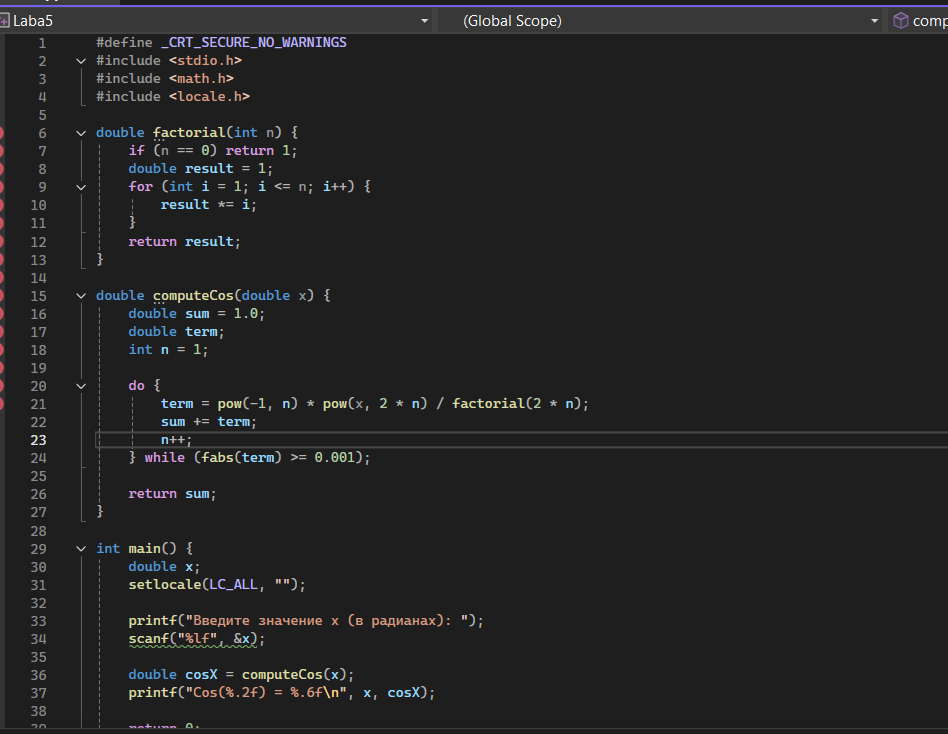 Laba5 (Global Scope) comp
1 #define _CRT_SECURE_NO_WARNINGS
2 #include <stdio.h>
3 #include <math.h>
4 #include <locale.h>
5
6 double factorial(int n) {
7 if (n == 0) return 1;
8 double result = 1;
9 for (int i = 1; i <= n; i++) {
10 result *= i;
11 }
12 return result;
13 }
14
15 double computeCos(double x) {
16 double sum = 1.0;
17 double term;
18 int n = 1;
19
20 do {
21 term = pow(-1, n) * pow(x, 2 * n) / factorial(2 * n);
22 sum += term;
23 n++;
24 } while (fabs(term) >= 0.001);
25
26 return sum;
27 }
28
29 int main() {
30 double x;
31 setlocale(LC_ALL, "");
32
33 printf("Введите значение x (в радианах): ");
34 scanf("%lf", &x);
35
36 double cosX = computeCos(x);
37 printf("Cos(%.2f) = %.6f\n", x, cosX);
38
39 return 0;